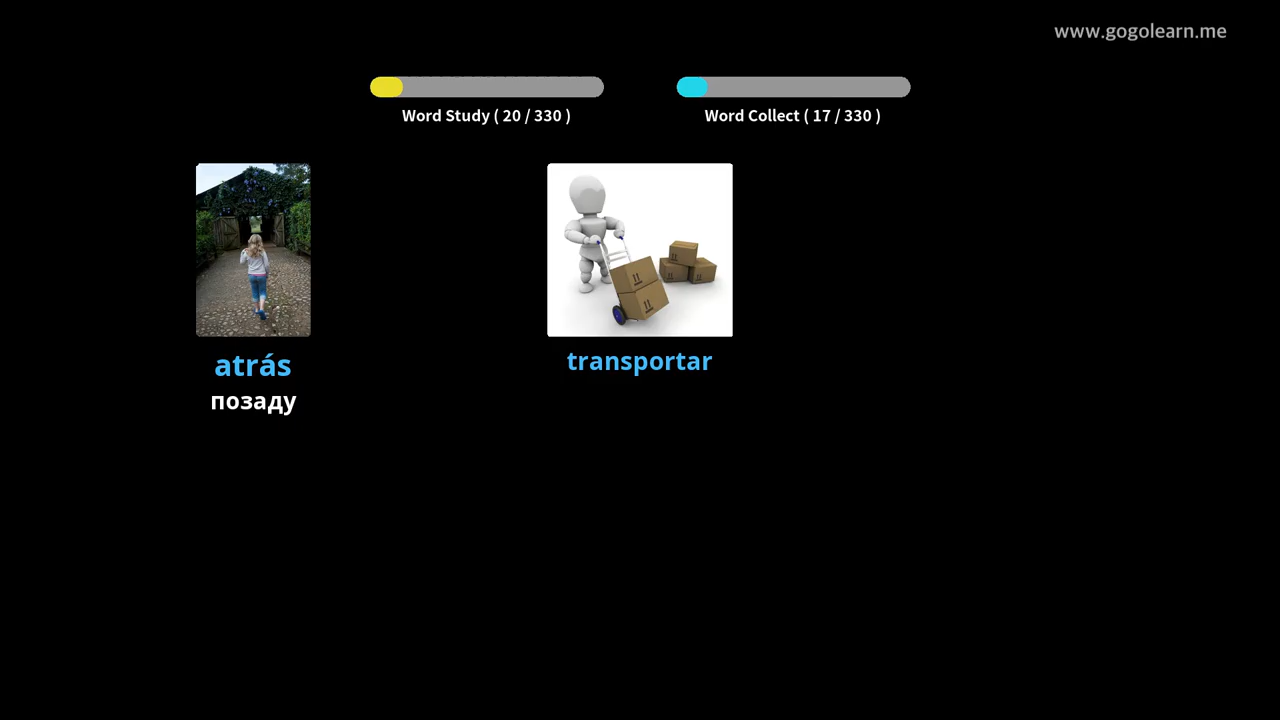 www.gogolearn.me
Word Study ( 20 / 330 )
Word Collect ( 17 / 330 )
atrás
позаду
transportar